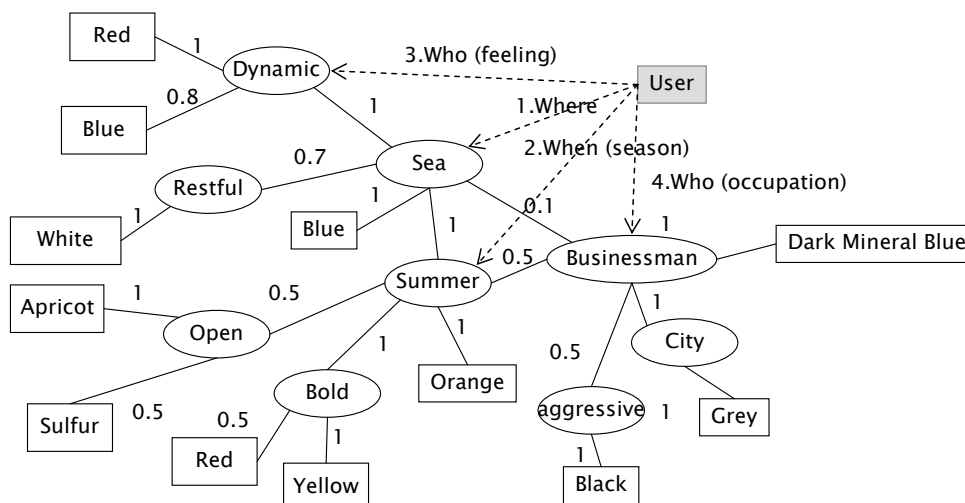 Red
1
3.Who (feeling)
Dynamic
User
0.8
1
1.Where
Blue
2.When (season)
0.7
Sea
Restful
1
4.Who (occupation)
1
0.1
1
White
Blue
1
Dark Mineral Blue
0.5
Businessman
Summer
1
0.5
1
Apricot
Open
1
City
1
0.5
Bold
Orange
0.5
0.5
aggressive
1
Grey
Sulfur
Red
1
1
Yellow
Black